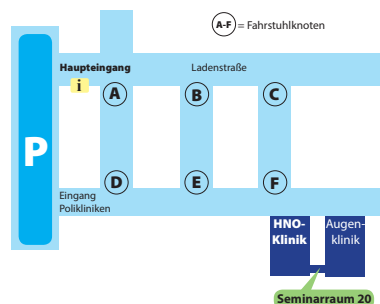 A-F = Fahrstuhlknoten
Haupteingang
Ladenstraße
i
A
B
C
P
D
E
F
Eingang
Polikliniken
HNO-
Klinik
Augen-
klinik
Seminarraum 20